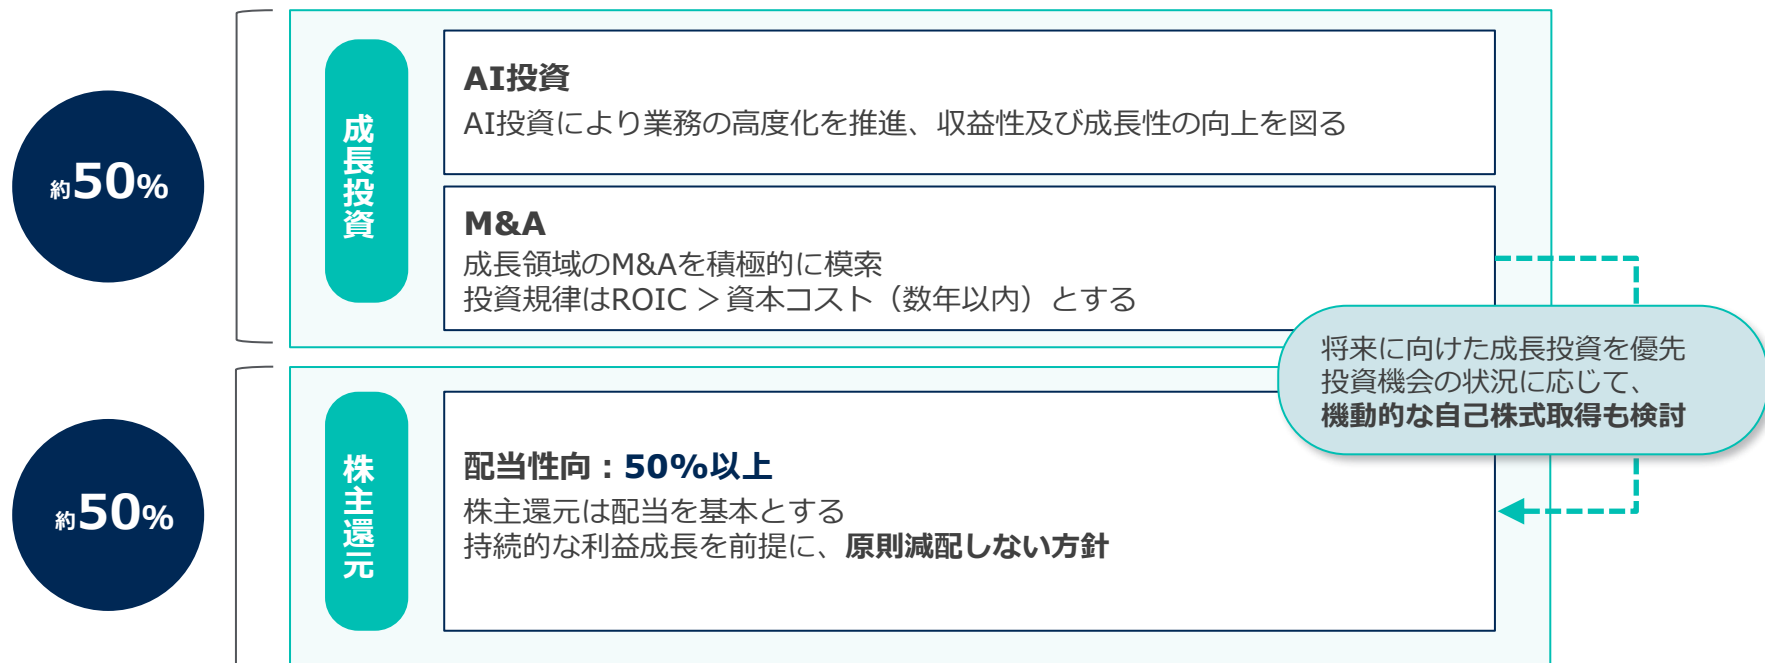 約50%
成長投資
AI投資
AI投資により業務の高度化を推進、収益性及び成長性の向上を図る
M&A
成長領域のM&Aを積極的に模索
投資規律はROIC ＞資本コスト（数年以内）とする
将来に向けた成長投資を優先
投資機会の状況に応じて、
機動的な自己株式取得も検討
約50%
株主還元
配当性向：50%以上
株主還元は配当を基本とする
持続的な利益成長を前提に、原則減配しない方針